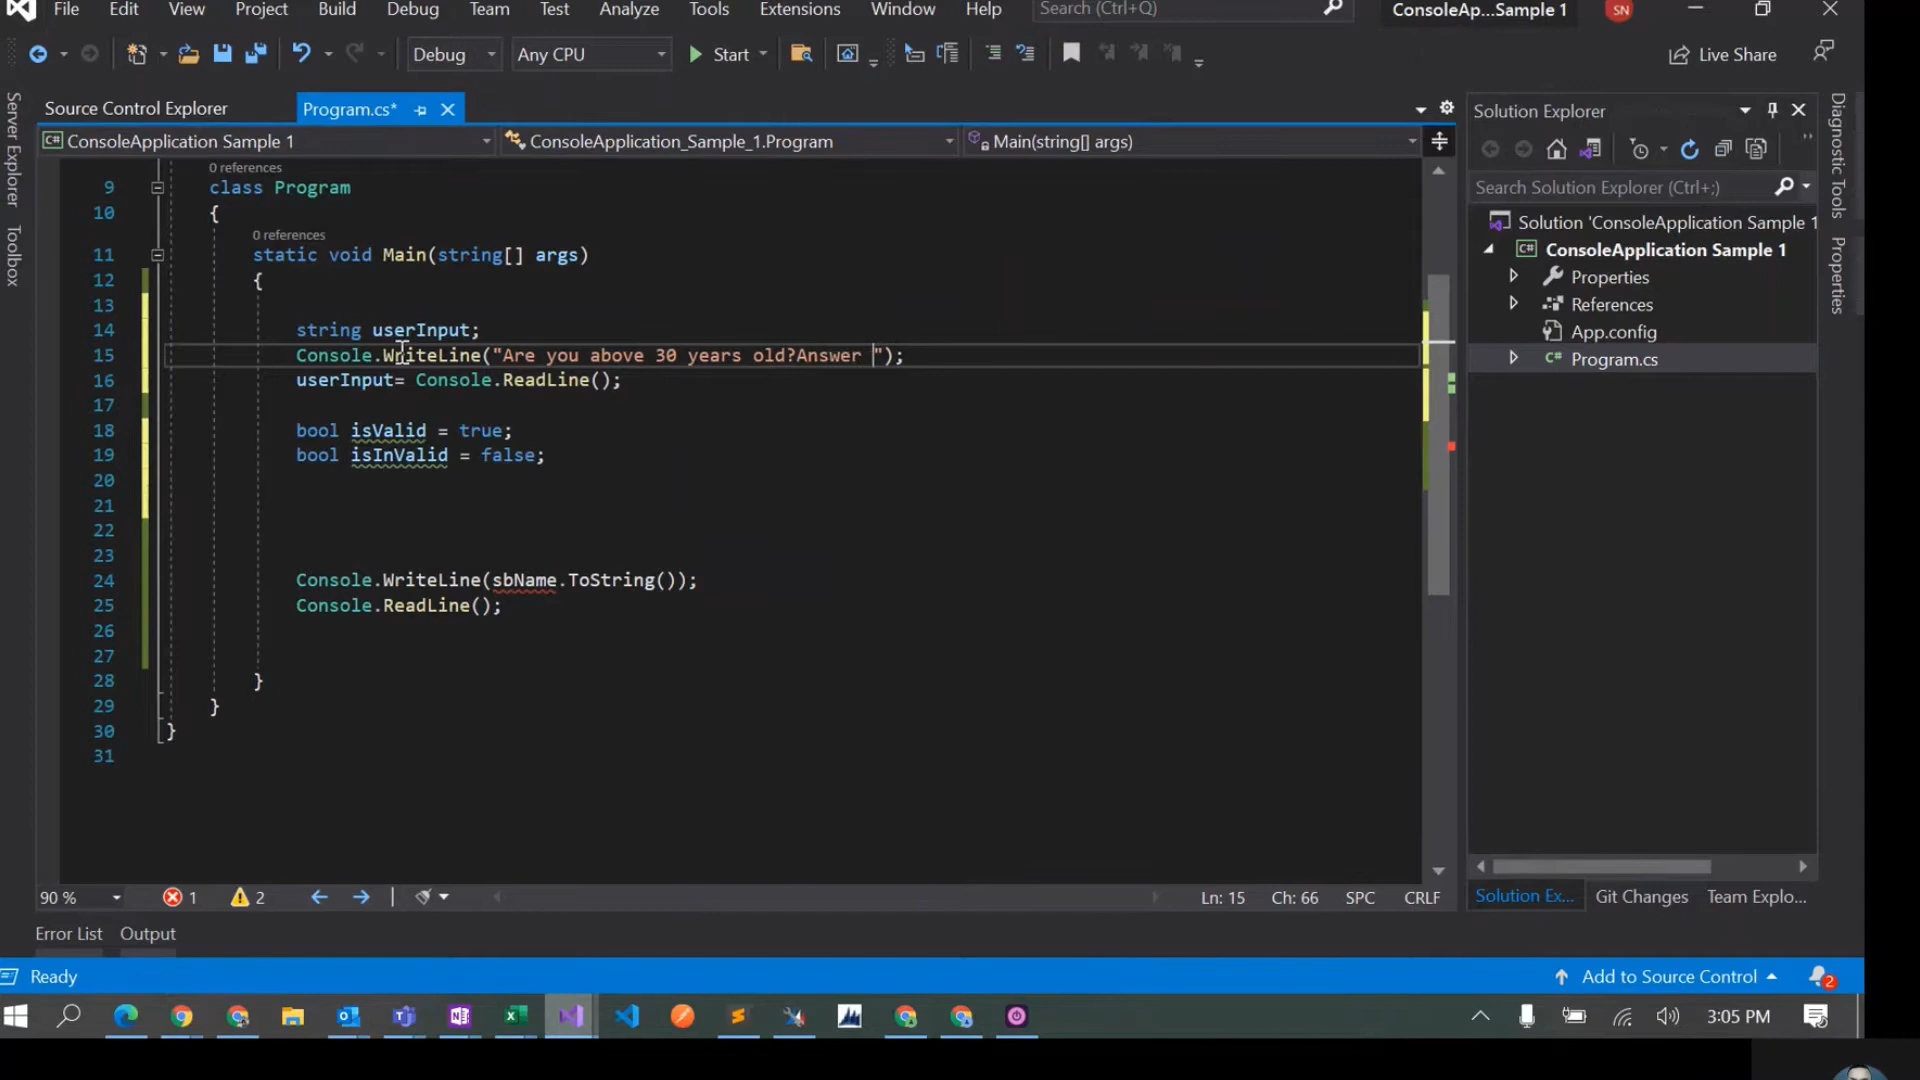 File Edit View Project Build Debug Team Test Analyze Tools Extensions Window Help Search (Ctrl+Q) ConsoleAp...Sample 1 SN
Debug Any CPU Start Live Share
Source Control Explorer Program.cs*
ConsoleApplication Sample 1 ConsoleApplication_Sample_1.Program Main(string[] args)
0 references
9 class Program
10 {
0 references
11 static void Main(string[] args)
12 {
13
14 string userInput;
15 Console.WriteLine("Are you above 30 years old?Answer ");
16 userInput= Console.ReadLine();
17
18 bool isValid = true;
19 bool isInValid = false;
20
21
22
23
24 Console.WriteLine(sbName.ToString());
25 Console.ReadLine();
26
27
28 }
29 }
30 }
31
90 % 1 2 Ln: 15 Ch: 66 SPC CRLF
Server Explorer
Toolbox
Solution Explorer
Search Solution Explorer (Ctrl+;)
Solution 'ConsoleApplication Sample 1
C# ConsoleApplication Sample 1
Properties
References
App.config
C# Program.cs
Solution Ex... Git Changes Team Explo...
Diagnostic Tools
Properties
Error List Output
Ready Add to Source Control 2
3:05 PM